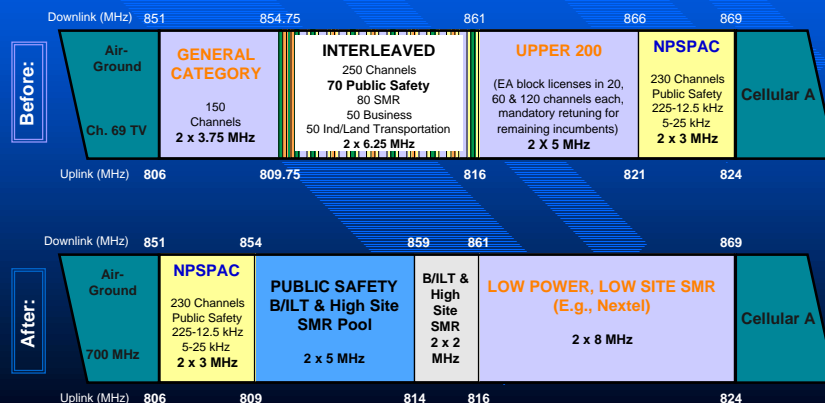 Downlink (MHz) 851 854.75 861 866 869
Before:
Air-
Ground
Ch. 69 TV
GENERAL
CATEGORY
150
Channels
2 x 3.75 MHz
INTERLEAVED
250 Channels
70 Public Safety
80 SMR
50 Business
50 Ind/Land Transportation
2 x 6.25 MHz
UPPER 200
(EA block licenses in 20,
60 & 120 channels each,
mandatory retuning for
remaining incumbents)
2 X 5 MHz
NPSPAC
230 Channels
Public Safety
225-12.5 kHz
5-25 kHz
2 x 3 MHz
Cellular A
Uplink (MHz) 806 809.75 816 821 824
Downlink (MHz) 851 854 859 861 869
After:
Air-
Ground
700 MHz
NPSPAC
230 Channels
Public Safety
225-12.5 kHz
5-25 kHz
2 x 3 MHz
PUBLIC SAFETY
B/ILT & High Site
SMR Pool
2 x 5 MHz
B/ILT &
High
Site
SMR
2 x 2
MHz
LOW POWER, LOW SITE SMR
(E.g., Nextel)
2 x 8 MHz
Cellular A
Uplink (MHz) 806 809 814 816 824